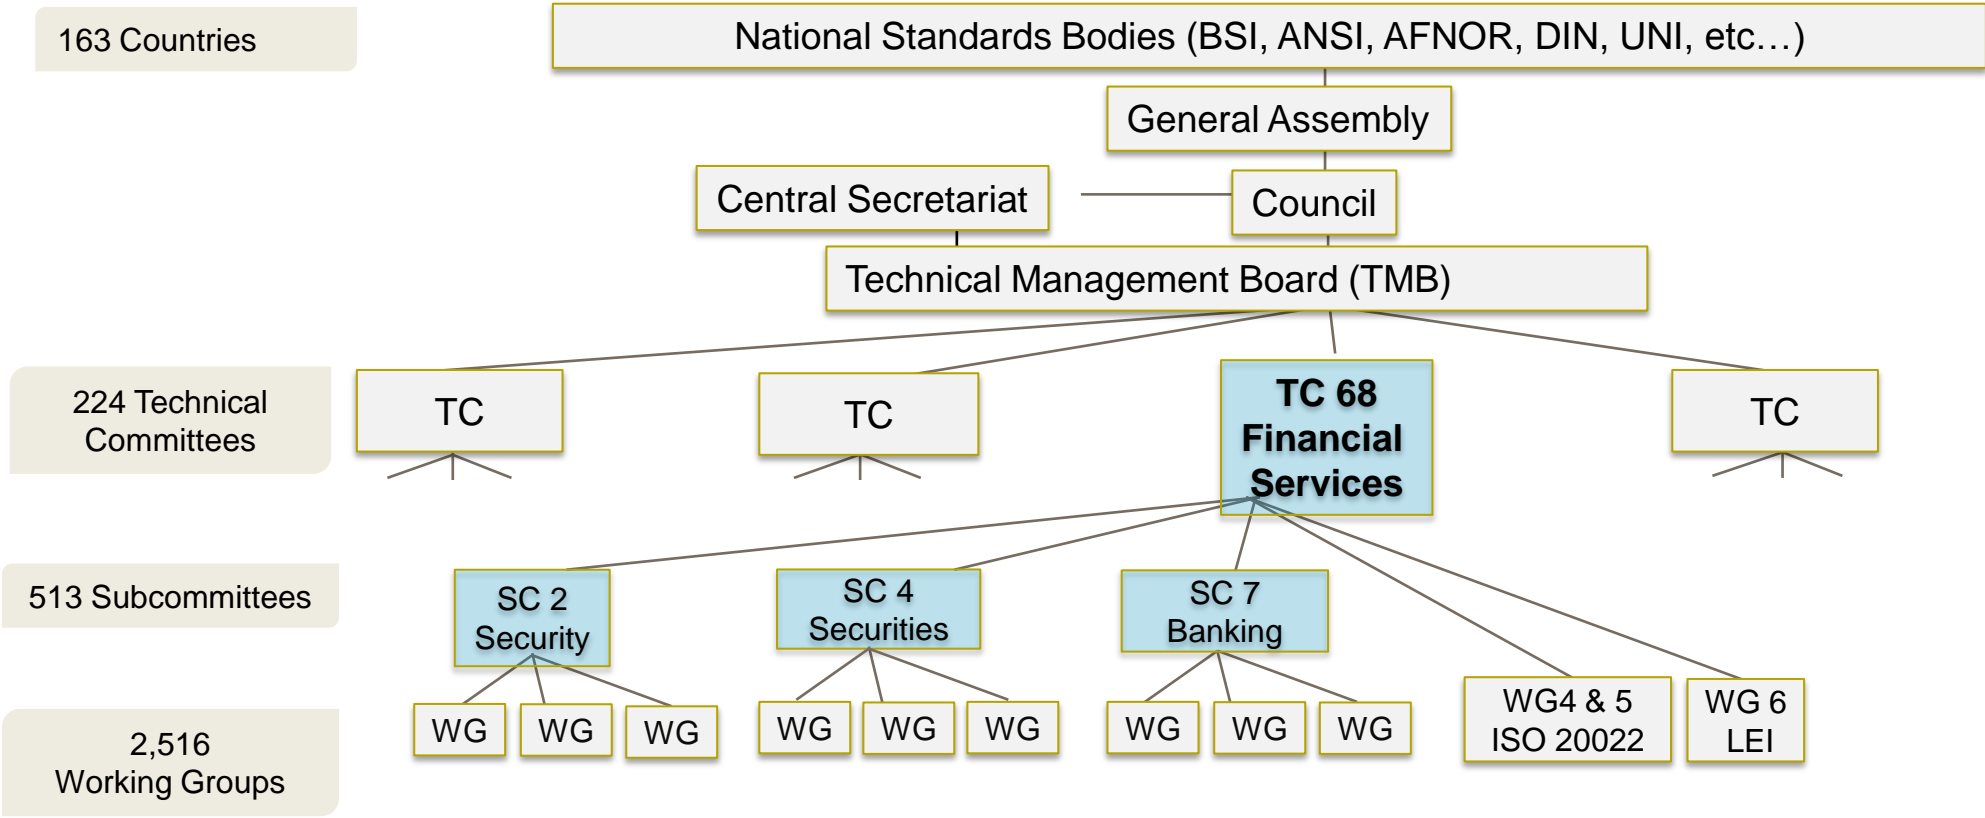 163 Countries
National Standards Bodies (BSI, ANSI, AFNOR, DIN, UNI, etc…)
General Assembly
Central Secretariat
Council
Technical Management Board (TMB)
224 Technical
Committees
TC
TC
TC 68
Financial
Services
TC
513 Subcommittees
SC 2
Security
SC 4
Securities
SC 7
Banking
2,516
Working Groups
WG
WG
WG
WG
WG
WG
WG
WG
WG
WG4 & 5
ISO 20022
WG 6
LEI